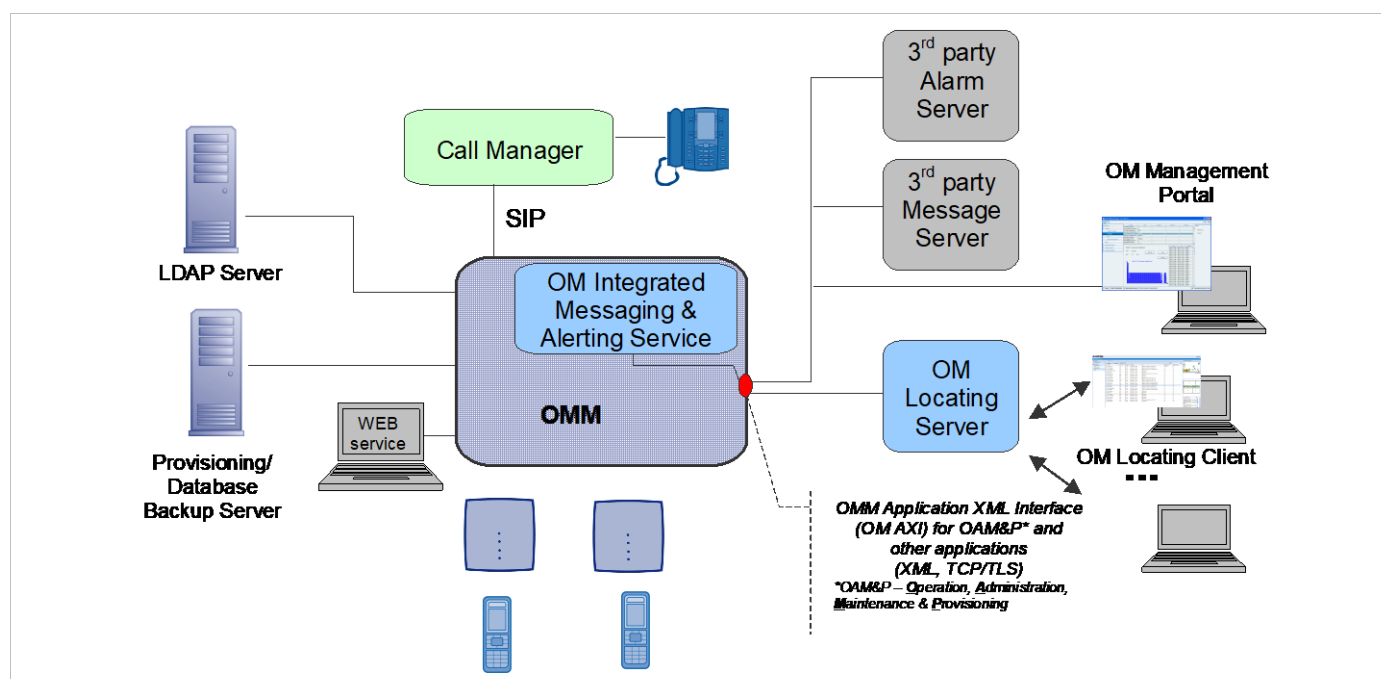 3rd party
Alarm
Server
Call Manager
3rd party
Message
Server
OM Management
Portal
SIP
LDAP Server
OM Integrated
Messaging &
Alerting Service
OMM
OM
Locating
Server
WEB
service
Provisioning/
Database
Backup Server
OM Locating Client
OMM Application XML Interface
(OM AXI) for OAM&P* and
other applications
(XML, TCP/TLS)
*OAM&P – Operation, Administration,
Maintenance & Provisioning